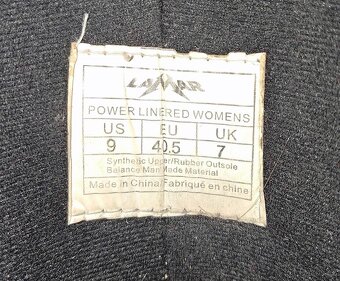 LAMAR
POWER LINERED WOMENS
US EU UK
9 40.5 7
Synthetic Upper/Rubber Outsole
Balance Man Made Material
Made in China/Fabriqué en chine